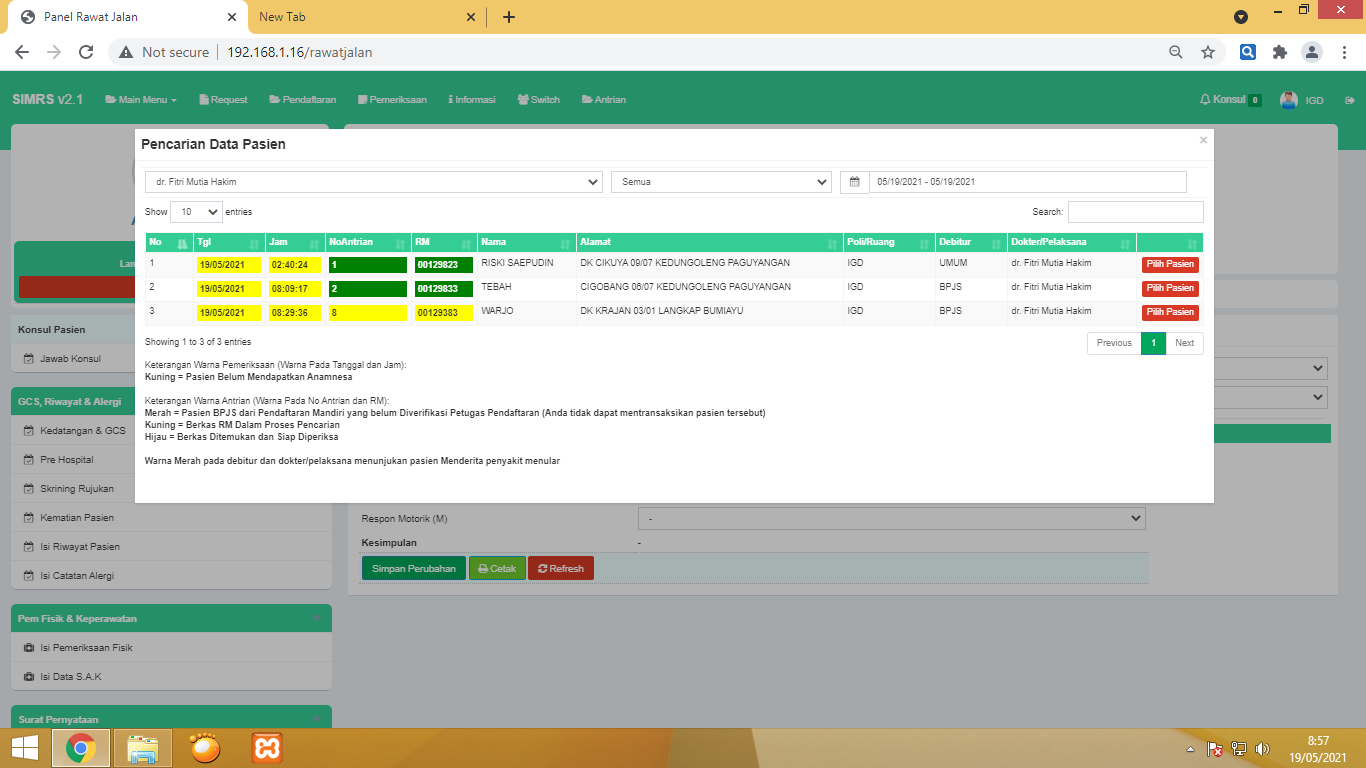 Panel Rawat Jalan
New Tab
Not secure
192.168.1.16/rawatjalan
SIMRS v2.1 Main Menu Request Pendaftaran Pemeriksaan Informasi Switch Antrian Konsul 0 IGD
Pencarian Data Pasien ×
dr. Fitri Mutia Hakim Semua 05/19/2021 - 05/19/2021
Show 10 entries Search:
No Tgl Jam NoAntrian RM Nama Alamat Poli/Ruang Debitur Dokter/Pelaksana
1 19/05/2021 02:40:24 1 00129823 RISKI SAEPUDIN DK CIKUYA 09/07 KEDUNGOLENG PAGUYANGAN IGD UMUM dr. Fitri Mutia Hakim Pilih Pasien
2 19/05/2021 08:09:17 2 00129833 TEBAH CIGOBANG 06/07 KEDUNGOLENG PAGUYANGAN IGD BPJS dr. Fitri Mutia Hakim Pilih Pasien
3 19/05/2021 08:29:36 8 00129383 WARJO DK KRAJAN 03/01 LANGKAP BUMIAYU IGD BPJS dr. Fitri Mutia Hakim Pilih Pasien
Showing 1 to 3 of 3 entries Previous 1 Next
Keterangan Warna Pemeriksaan (Warna Pada Tanggal dan Jam):
Kuning = Pasien Belum Mendapatkan Anamnesa
Keterangan Warna Antrian (Warna Pada No Antrian dan RM):
Merah = Pasien BPJS dari Pendaftaran Mandiri yang belum Diverifikasi Petugas Pendaftaran (Anda tidak dapat mentransaksikan pasien tersebut)
Kuning = Berkas RM Dalam Proses Pencarian
Hijau = Berkas Ditemukan dan Siap Diperiksa
Warna Merah pada debitur dan dokter/pelaksana menunjukan pasien Menderita penyakit menular
Konsul Pasien
Jawab Konsul
GCS, Riwayat & Alergi
Kedatangan & GCS
Pre Hospital
Skrining Rujukan
Kematian Pasien
Isi Riwayat Pasien
Isi Catatan Alergi
Pem Fisik & Keperawatan
Isi Pemeriksaan Fisik
Isi Data S.A.K
Surat Pernyataan
Respon Motorik (M) -
Kesimpulan -
Simpan Perubahan Cetak Refresh
8:57
19/05/2021